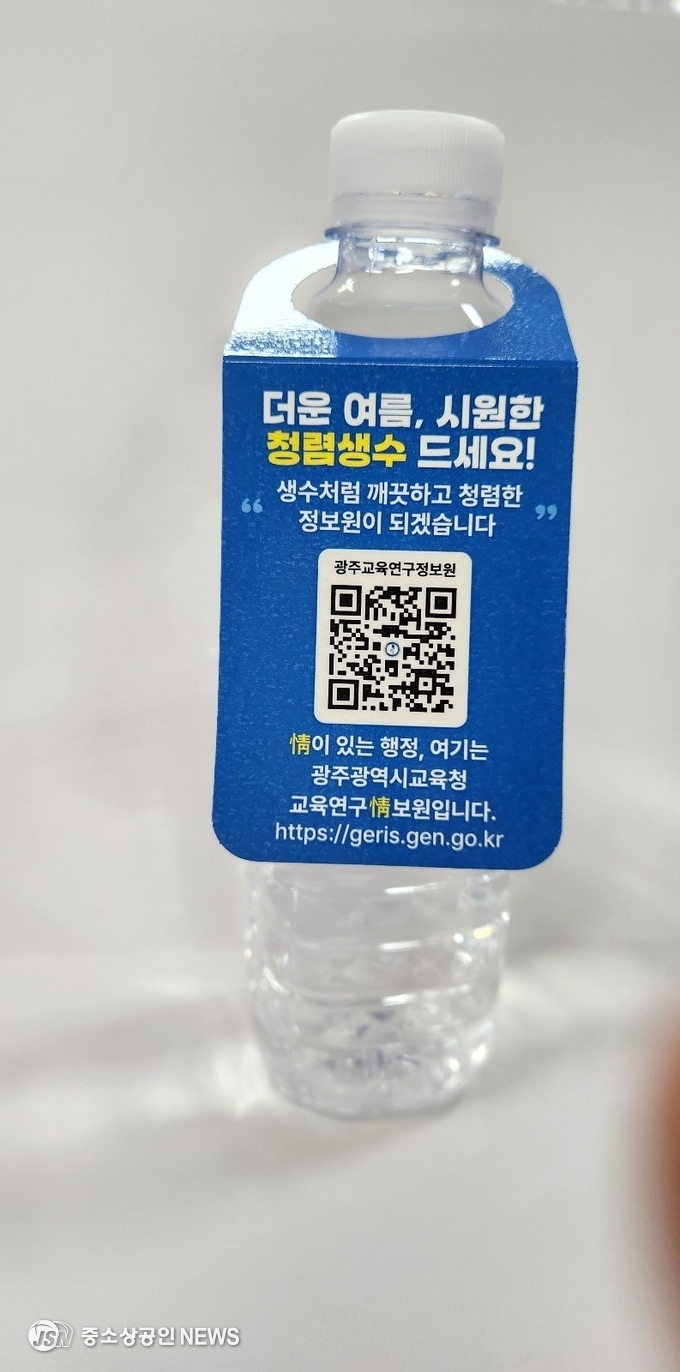 더운 여름, 시원한
청렴생수 드세요!
“ 생수처럼 깨끗하고 청렴한 ”
정보원이 되겠습니다
광주교육연구정보원
情이 있는 행정, 여기는
광주광역시교육청
교육연구情보원입니다.
https://geris.gen.go.kr
JSN 중소상공인 NEWS